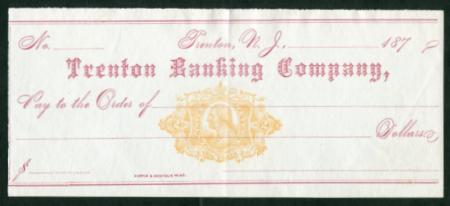 No. Trenton, N. J., 187
Trenton Banking Company,
Pay to the Order of
Dollars
$